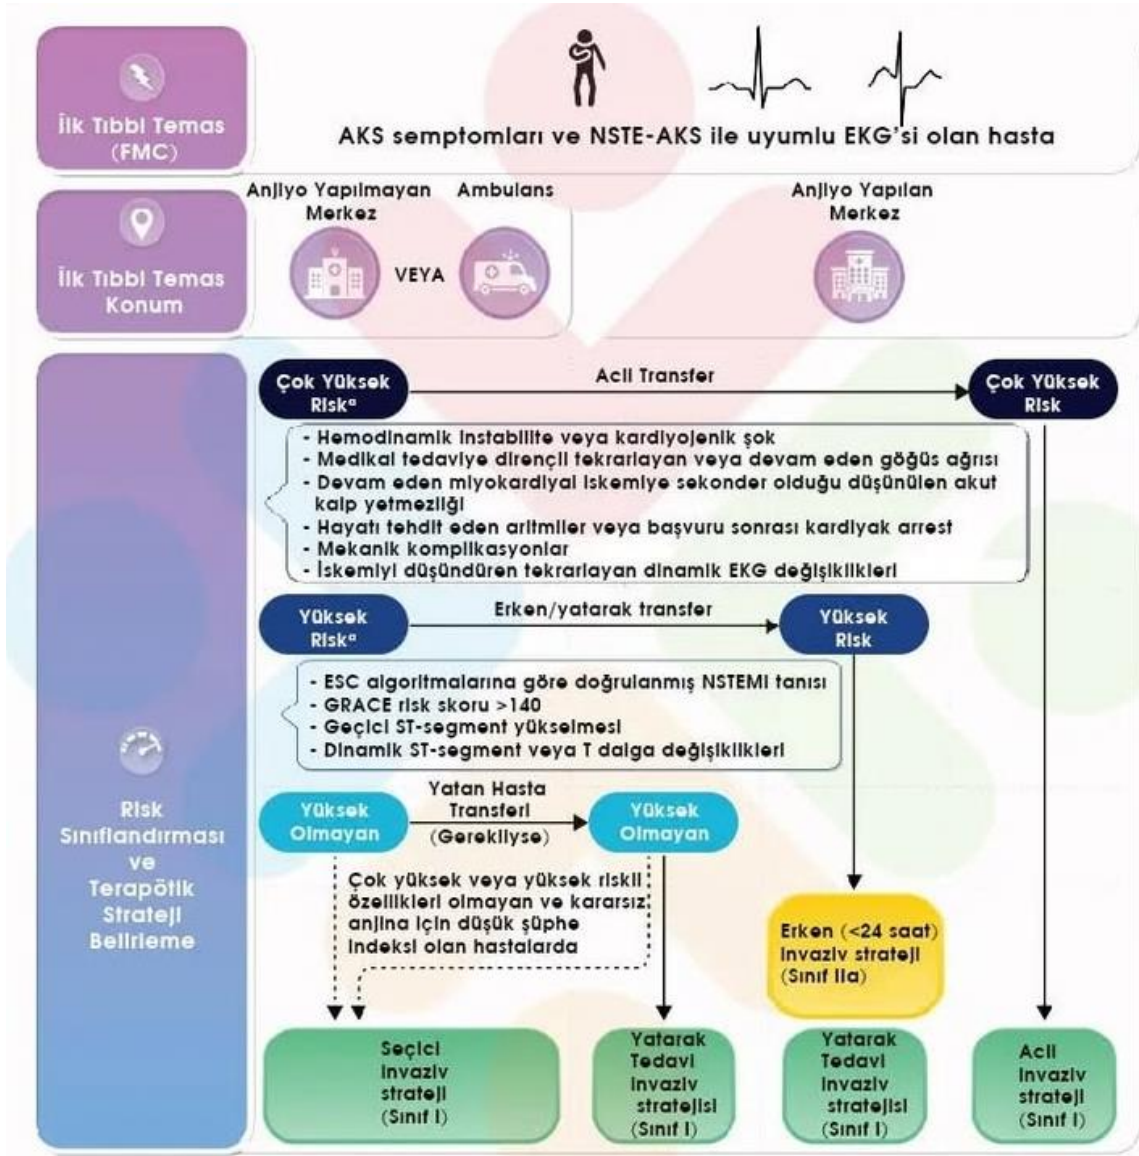 İlk Tıbbi Temas
(FMC)
AKS semptomları ve NSTE-AKS ile uyumlu EKG'si olan hasta
İlk Tıbbi Temas
Konum
Anjiyo Yapılmayan
Merkez
VEYA
Ambulans
Anjiyo Yapılan
Merkez
Risk
Sınıflandırması
ve
Terapötik
Strateji
Belirleme
Çok Yüksek
Riskᵃ
Acil Transfer
Çok Yüksek
Risk
- Hemodinamik instabilite veya kardiyojenik şok
- Medikal tedaviye dirençli tekrarlayan veya devam eden göğüs ağrısı
- Devam eden miyokardiyal iskemiye sekonder olduğu düşünülen akut
kalp yetmezliği
- Hayatı tehdit eden aritmiler veya başvuru sonrası kardiyak arrest
- Mekanik komplikasyonlar
- İskemiyi düşündüren tekrarlayan dinamik EKG değişiklikleri
Yüksek
Riskᵃ
Erken/yatarak transfer
Yüksek
Risk
- ESC algoritmalarına göre doğrulanmış NSTEMI tanısı
- GRACE risk skoru >140
- Geçici ST-segment yükselmesi
- Dinamik ST-segment veya T dalga değişiklikleri
Yüksek
Olmayan
Yatan Hasta
Transferi
(Gerekliyse)
Yüksek
Olmayan
Çok yüksek veya yüksek riskli
özellikleri olmayan ve kararsız
anjina için düşük şüphe
indeksi olan hastalarda
Erken (<24 saat)
invaziv strateji
(Sınıf IIa)
Seçici
invaziv
strateji
(Sınıf I)
Yatarak
Tedavi
İnvaziv
stratejisi
(Sınıf I)
Yatarak
Tedavi
İnvaziv
stratejisi
(Sınıf I)
Acil
invaziv
strateji
(Sınıf I)